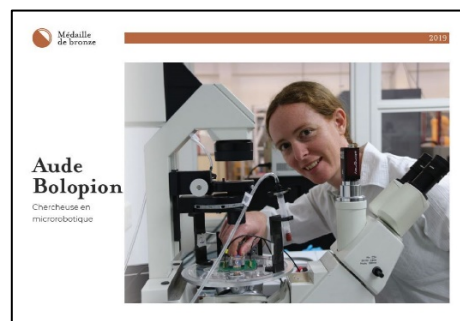 Médaille
de bronze
2019
Aude
Bolopion
Chercheuse en
microrobotique